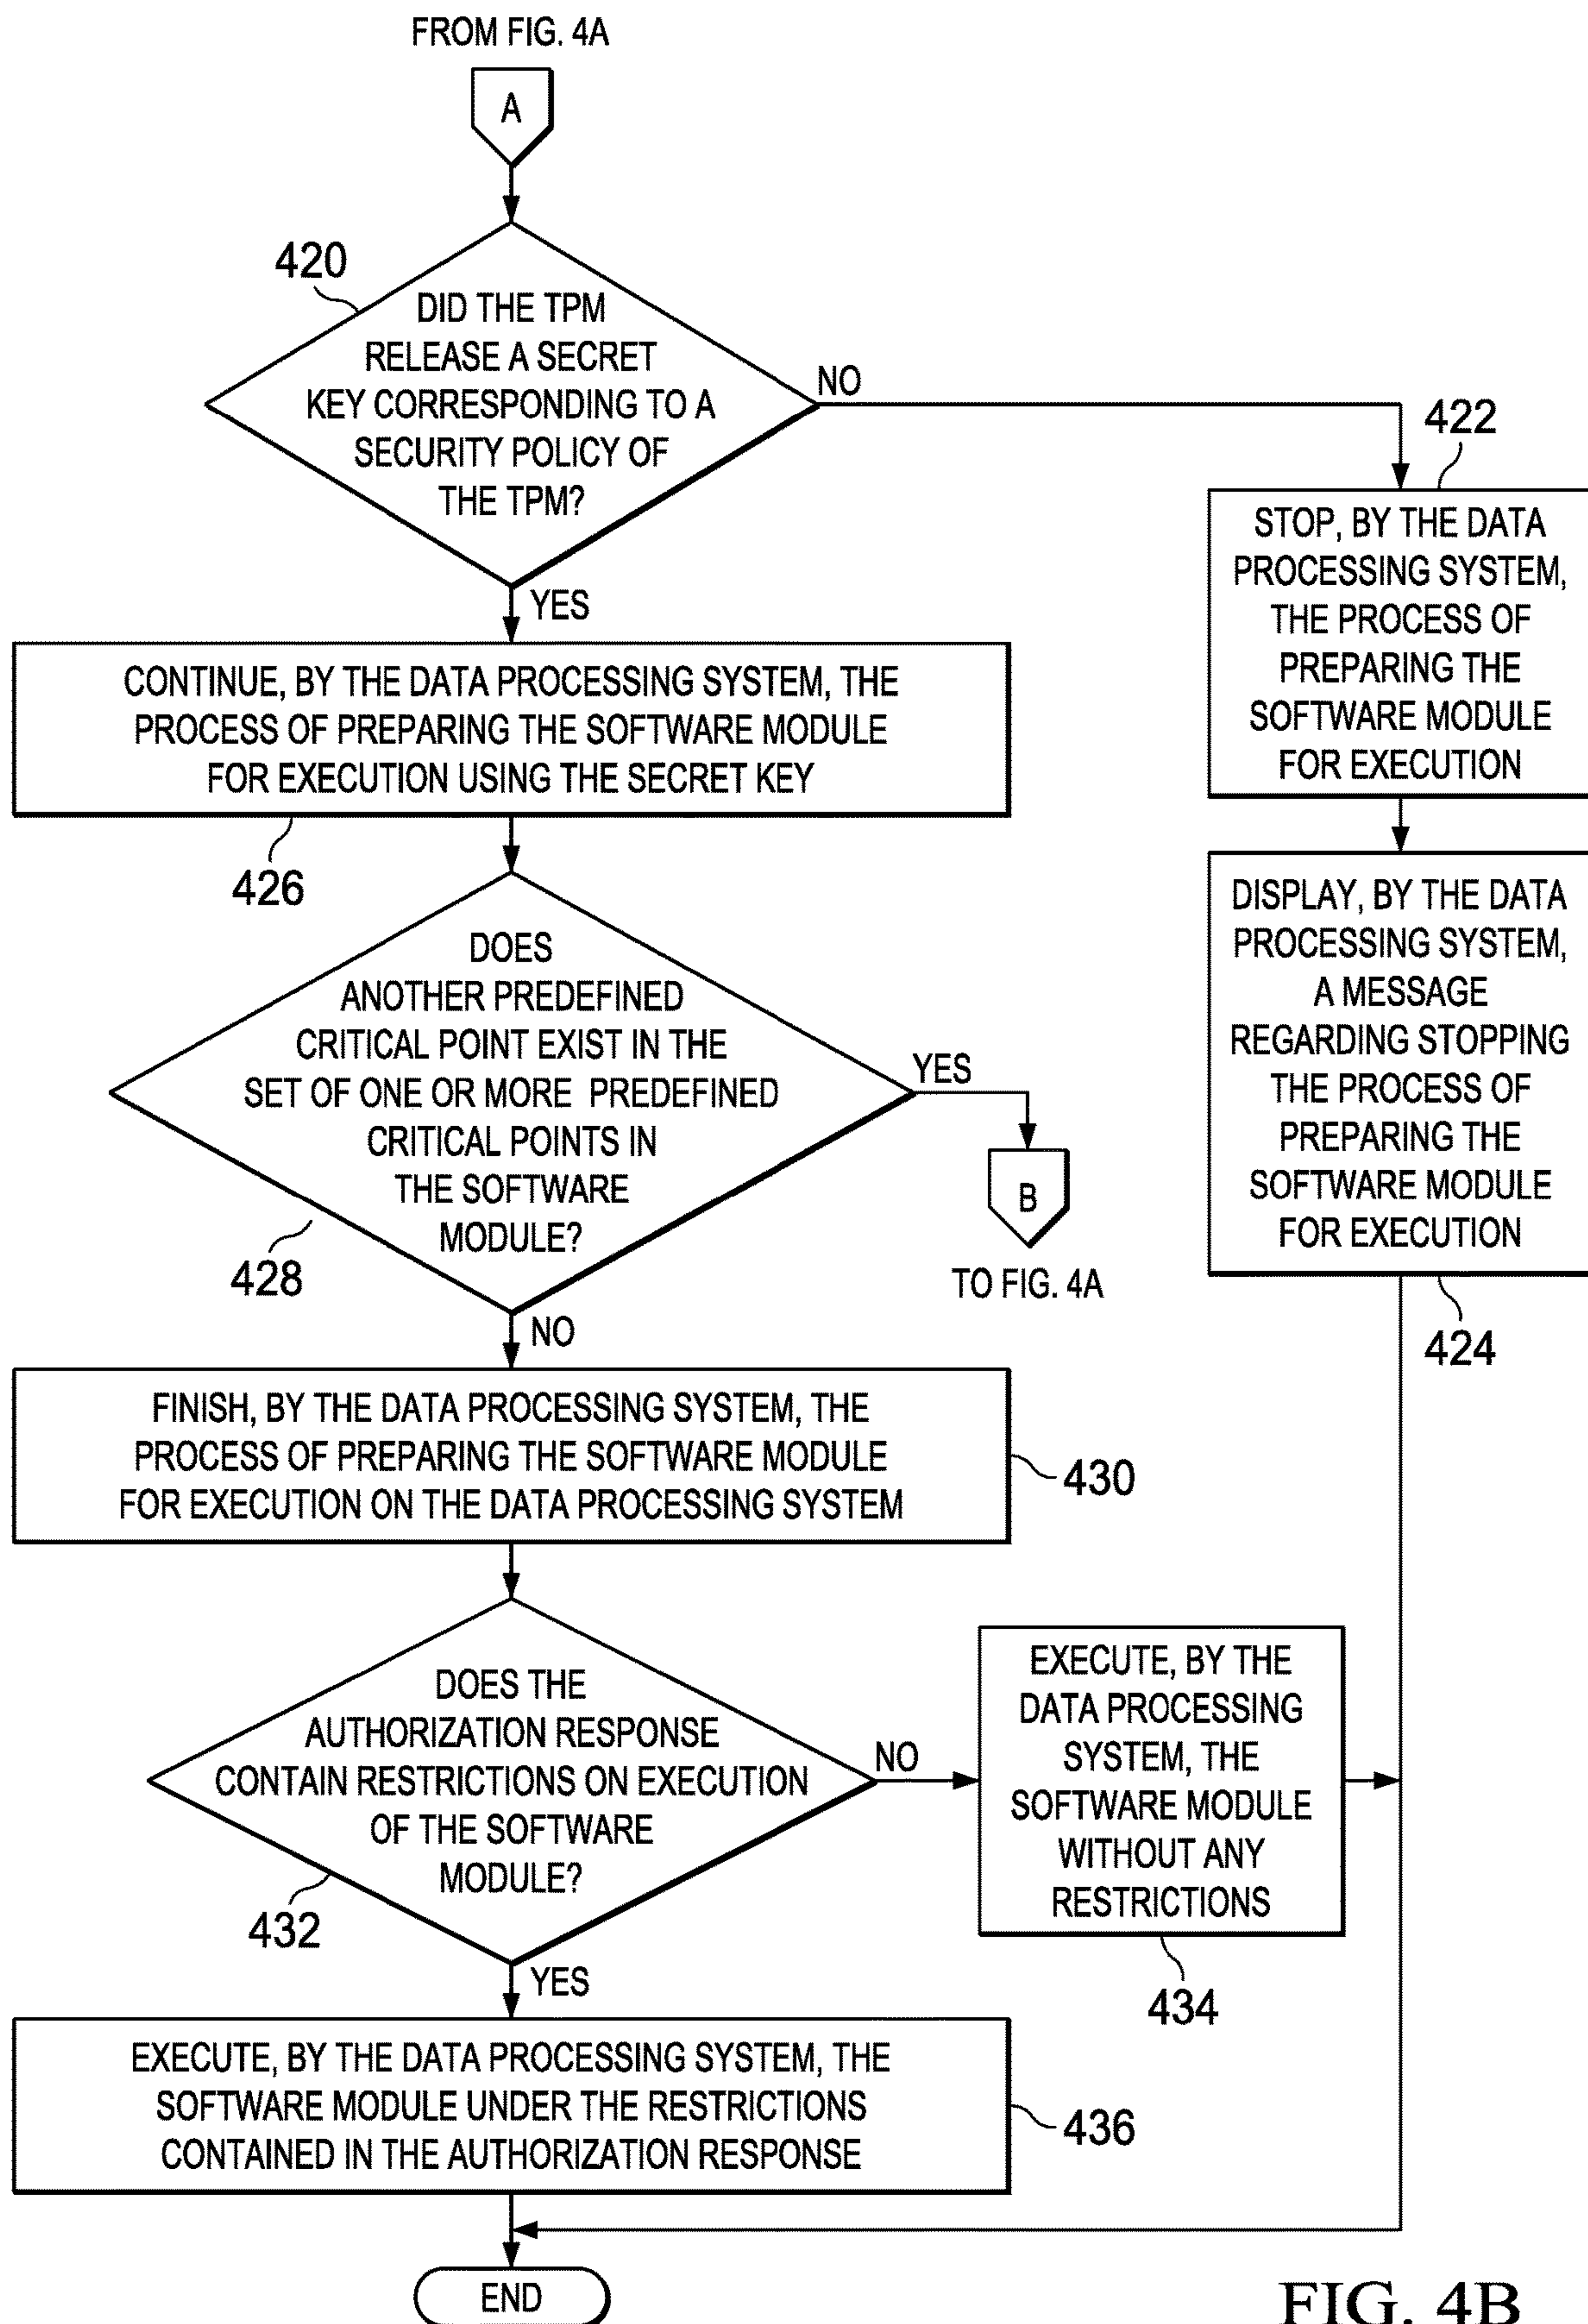 FROM FIG. 4A
A
420
DID THE TPM
RELEASE A SECRET
KEY CORRESPONDING TO A
SECURITY POLICY OF
THE TPM?
NO
YES
422
STOP, BY THE DATA
PROCESSING SYSTEM,
THE PROCESS OF
PREPARING THE
SOFTWARE MODULE
FOR EXECUTION
CONTINUE, BY THE DATA PROCESSING SYSTEM, THE
PROCESS OF PREPARING THE SOFTWARE MODULE
FOR EXECUTION USING THE SECRET KEY
426
DISPLAY, BY THE DATA
PROCESSING SYSTEM,
A MESSAGE
REGARDING STOPPING
THE PROCESS OF
PREPARING THE
SOFTWARE MODULE
FOR EXECUTION
424
DOES
ANOTHER PREDEFINED
CRITICAL POINT EXIST IN THE
SET OF ONE OR MORE PREDEFINED
CRITICAL POINTS IN
THE SOFTWARE
MODULE?
428
YES
B
TO FIG. 4A
NO
FINISH, BY THE DATA PROCESSING SYSTEM, THE
PROCESS OF PREPARING THE SOFTWARE MODULE
FOR EXECUTION ON THE DATA PROCESSING SYSTEM
430
DOES THE
AUTHORIZATION RESPONSE
CONTAIN RESTRICTIONS ON EXECUTION
OF THE SOFTWARE
MODULE?
432
NO
EXECUTE, BY THE
DATA PROCESSING
SYSTEM, THE
SOFTWARE MODULE
WITHOUT ANY
RESTRICTIONS
434
YES
EXECUTE, BY THE DATA PROCESSING SYSTEM, THE
SOFTWARE MODULE UNDER THE RESTRICTIONS
CONTAINED IN THE AUTHORIZATION RESPONSE
436
END
FIG. 4B